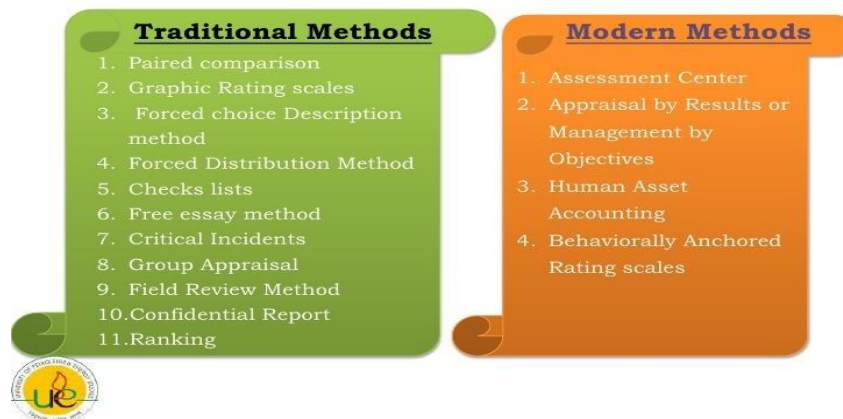 Traditional Methods
1. Paired comparison
2. Graphic Rating scales
3. Forced choice Description
method
4. Forced Distribution Method
5. Checks lists
6. Free essay method
7. Critical Incidents
8. Group Appraisal
9. Field Review Method
10.Confidential Report
11.Ranking
Modern Methods
1. Assessment Center
2. Appraisal by Results or
Management by
Objectives
3. Human Asset
Accounting
4. Behaviorally Anchored
Rating scales